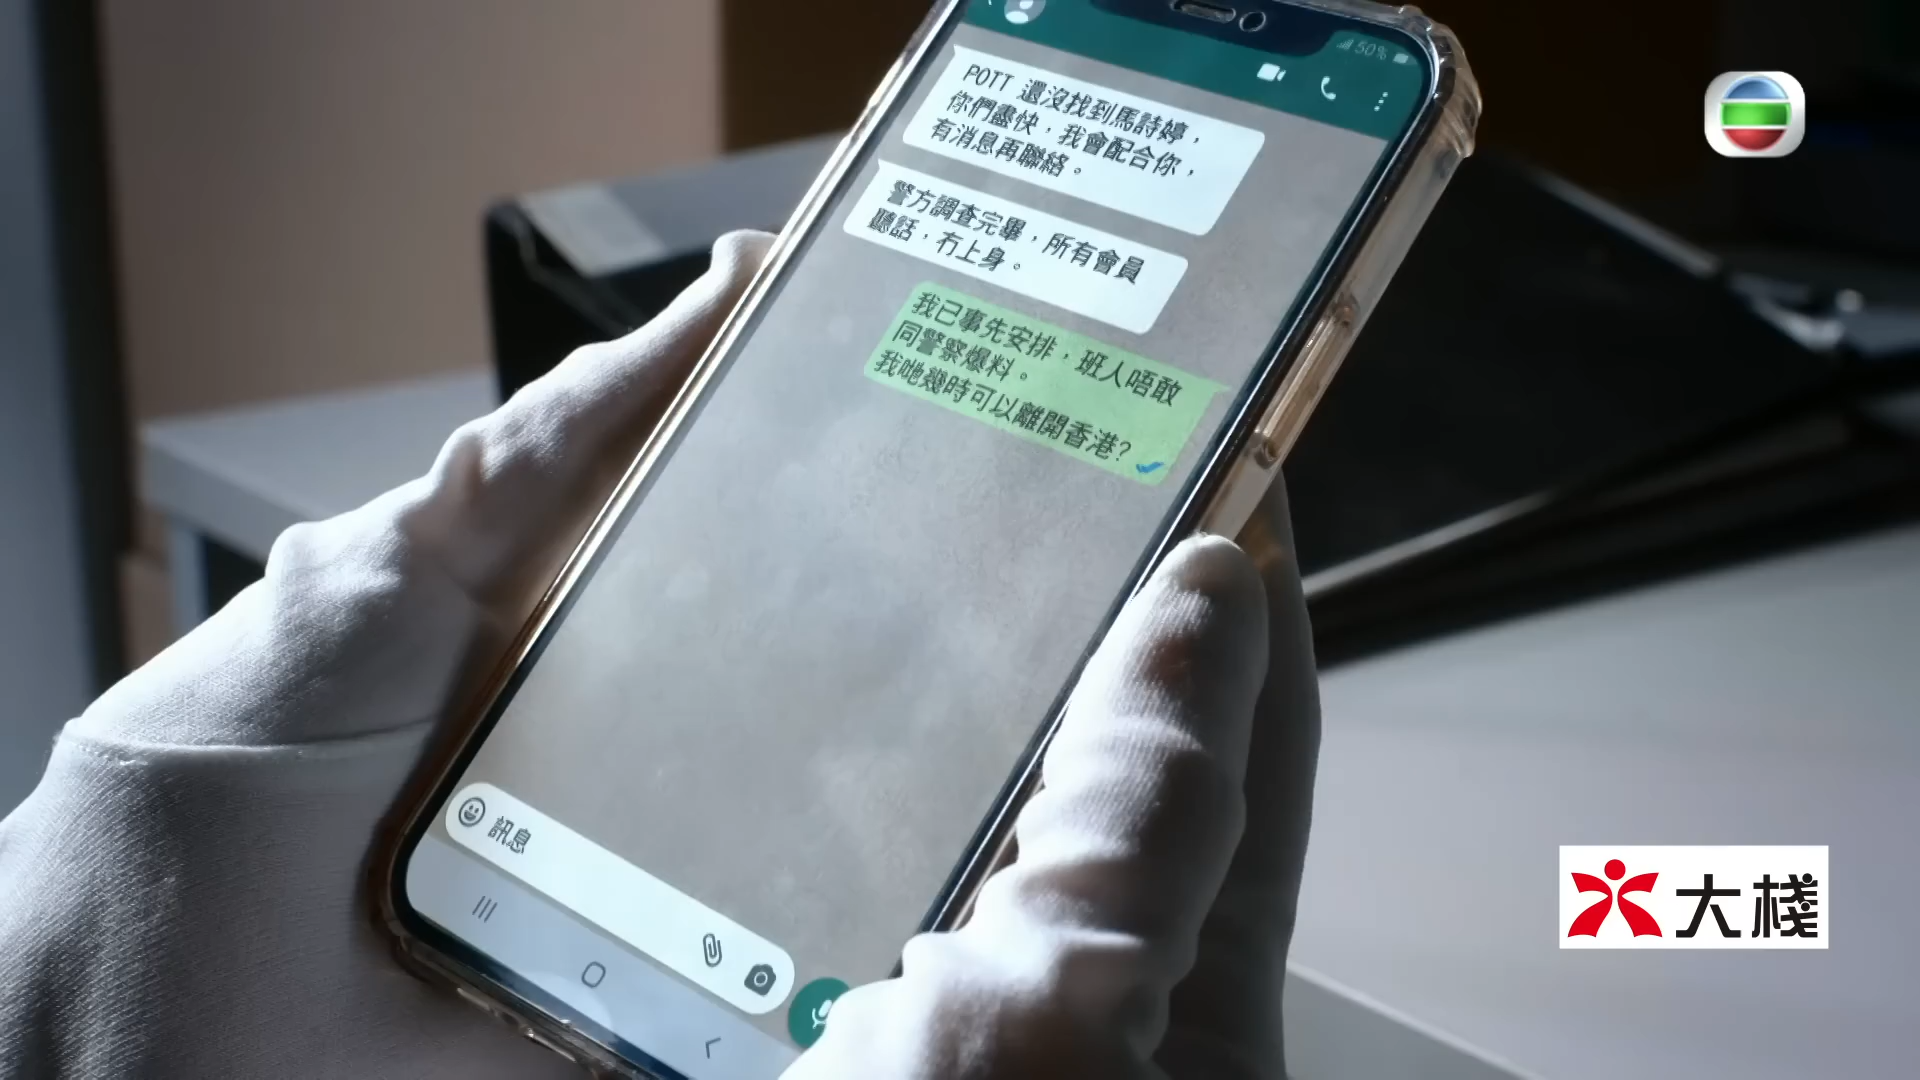 50%
POTT 還沒找到馬詩婷，
你們盡快，我會配合你，
有消息再聯絡。
警方調查完畢，所有會員
聽話，冇上身。
我已事先安排，班人唔敢
同警察爆料。
我哋幾時可以離開香港?
訊息
大棧